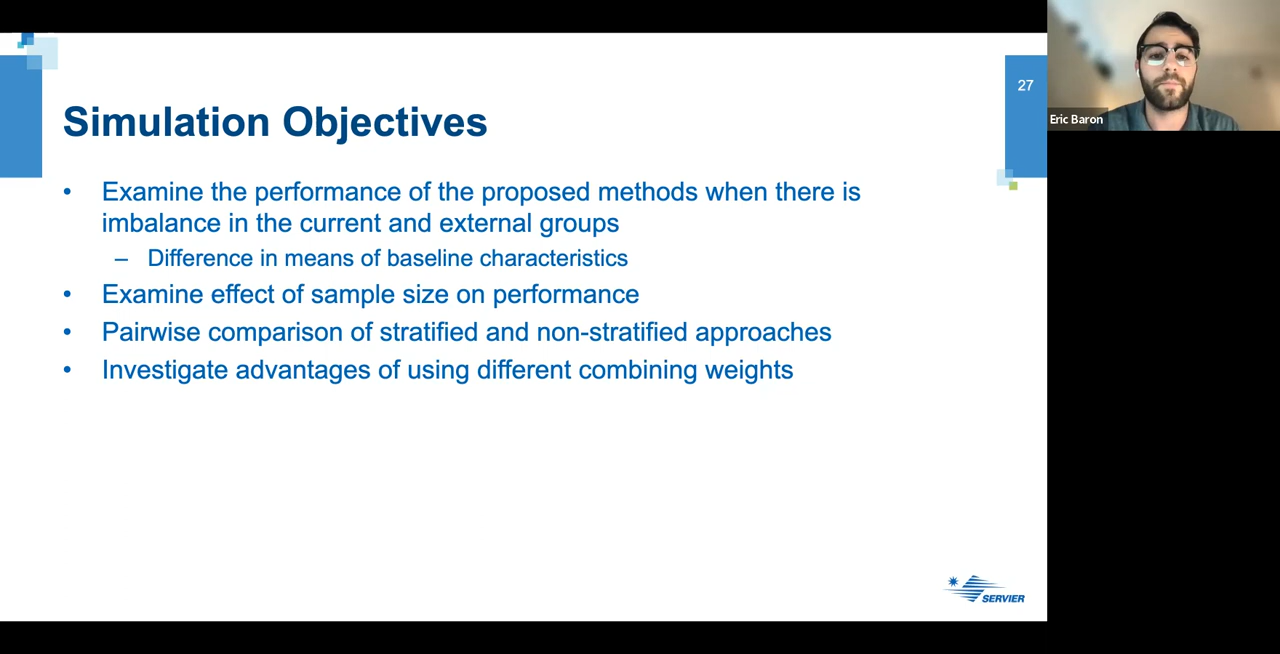 Simulation Objectives
27
Eric Baron
• Examine the performance of the proposed methods when there is
imbalance in the current and external groups
– Difference in means of baseline characteristics
• Examine effect of sample size on performance
• Pairwise comparison of stratified and non-stratified approaches
• Investigate advantages of using different combining weights
SERVIER